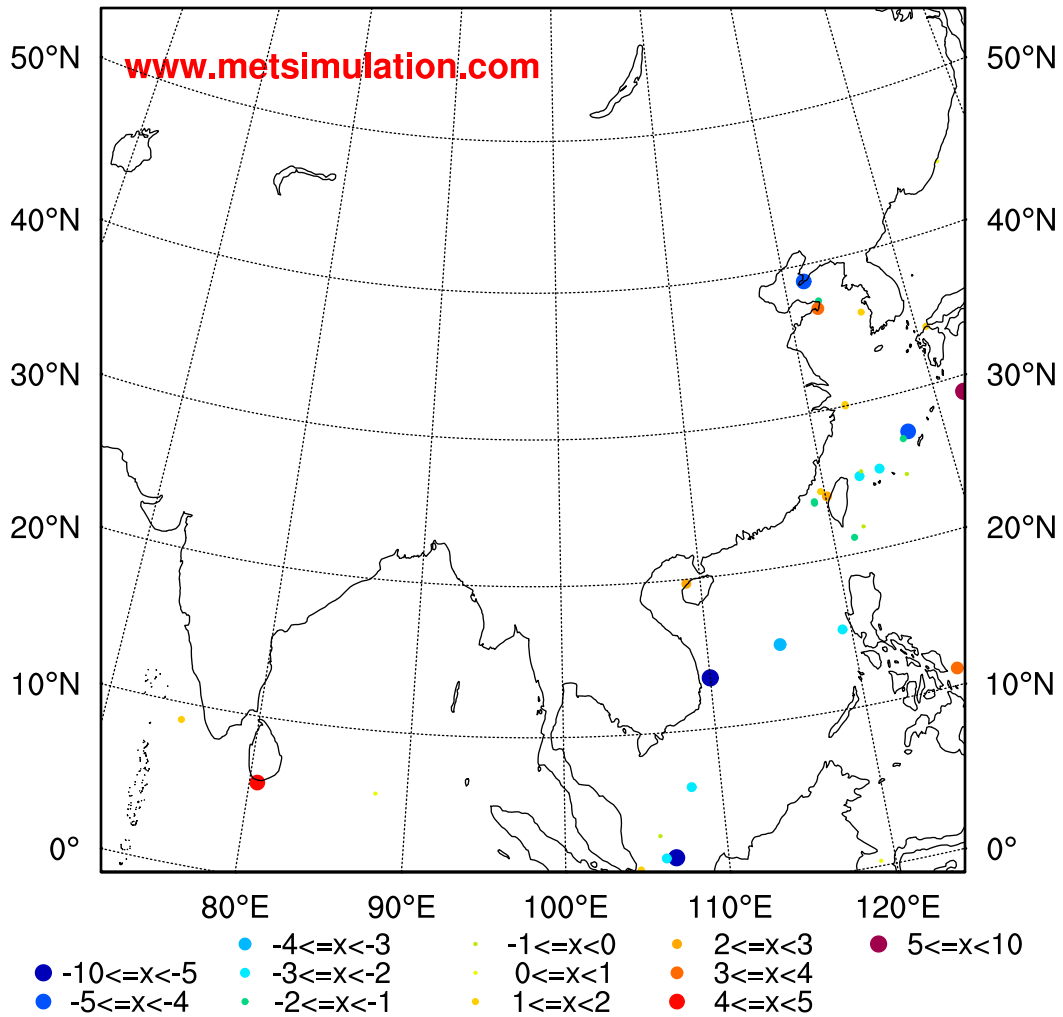 www.metsimulation.com
50°N 50°N
40°N 40°N
30°N 30°N
20°N 20°N
10°N 10°N
0° 0°
80°E 90°E 100°E 110°E 120°E
-4<=x<-3 -1<=x<0 2<=x<3 5<=x<10
-10<=x<-5 -3<=x<-2 0<=x<1 3<=x<4
-5<=x<-4 -2<=x<-1 1<=x<2 4<=x<5